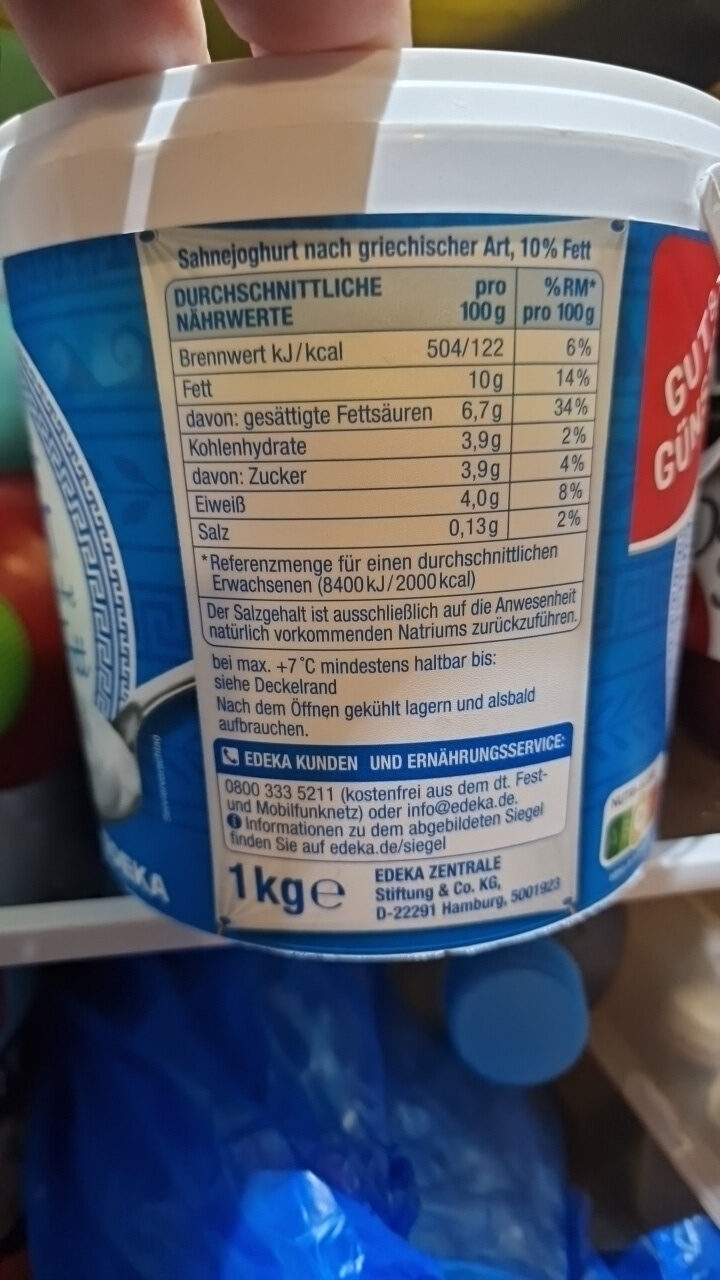 Sahnejoghurt nach griechischer Art, 10% Fett
DURCHSCHNITTLICHE NÄHRWERTE pro 100g %RM* pro 100g
Brennwert kJ/kcal 504/122 6%
Fett 10g 14%
davon: gesättigte Fettsäuren 6,7g 34%
Kohlenhydrate 3,9g 2%
davon: Zucker 3,9g 4%
Eiweiß 4,0g 8%
Salz 0,13g 2%
*Referenzmenge für einen durchschnittlichen
Erwachsenen (8400kJ/2000kcal)
Der Salzgehalt ist ausschließlich auf die Anwesenheit
natürlich vorkommenden Natriums zurückzuführen.
bei max. +7°C mindestens haltbar bis:
siehe Deckelrand
Nach dem Öffnen gekühlt lagern und alsbald
aufbrauchen.
EDEKA KUNDEN UND ERNÄHRUNGSSERVICE:
0800 333 5211 (kostenfrei aus dem dt. Fest-
und Mobilfunknetz) oder info@edeka.de.
Informationen zu dem abgebildeten Siegel
finden Sie auf edeka.de/siegel
1kg e
EDEKA ZENTRALE
Stiftung & Co. KG,
D-22291 Hamburg, 5001923
GUT
GÜN
EDEKA